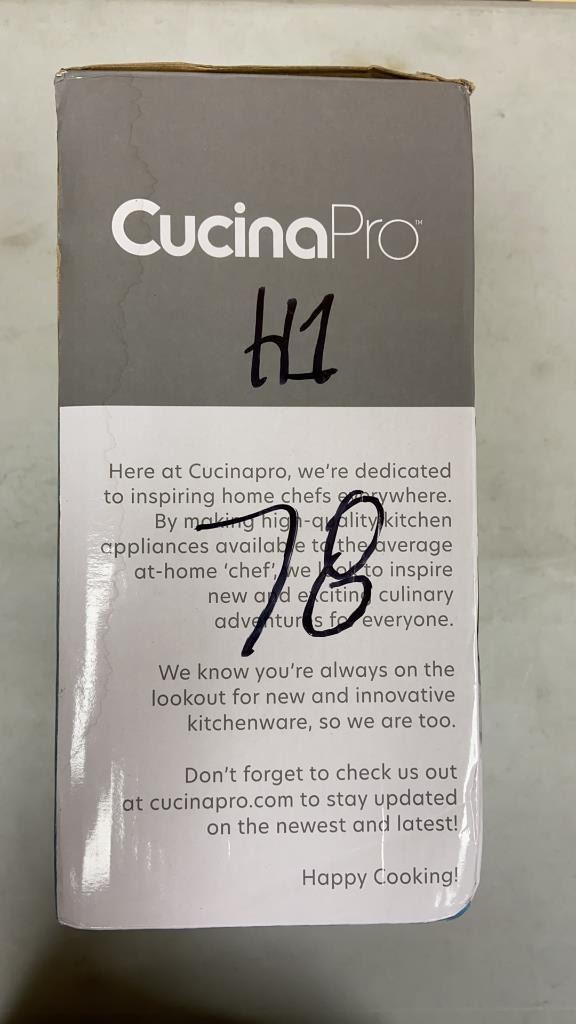 CucinaPro™
H1
Here at Cucinapro, we're dedicated
to inspiring home chefs everywhere.
By making high-quality kitchen
appliances available to the average
at-home 'chef', we look to inspire
new and exciting culinary
adventures for everyone.
78
We know you're always on the
lookout for new and innovative
kitchenware, so we are too.
Don't forget to check us out
at cucinapro.com to stay updated
on the newest and latest!
Happy Cooking!